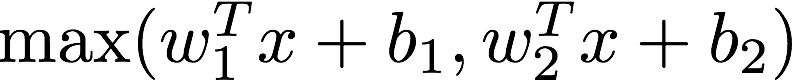 max(w_1^T x + b_1, w_2^T x + b_2)